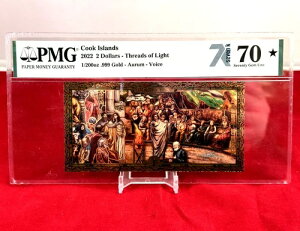 PMG
PAPER MONEY GUARANTY
Cook Islands
2022 2 Dollars - Threads of Light
1/200oz .999 Gold - Aurum - Voice
70 ★